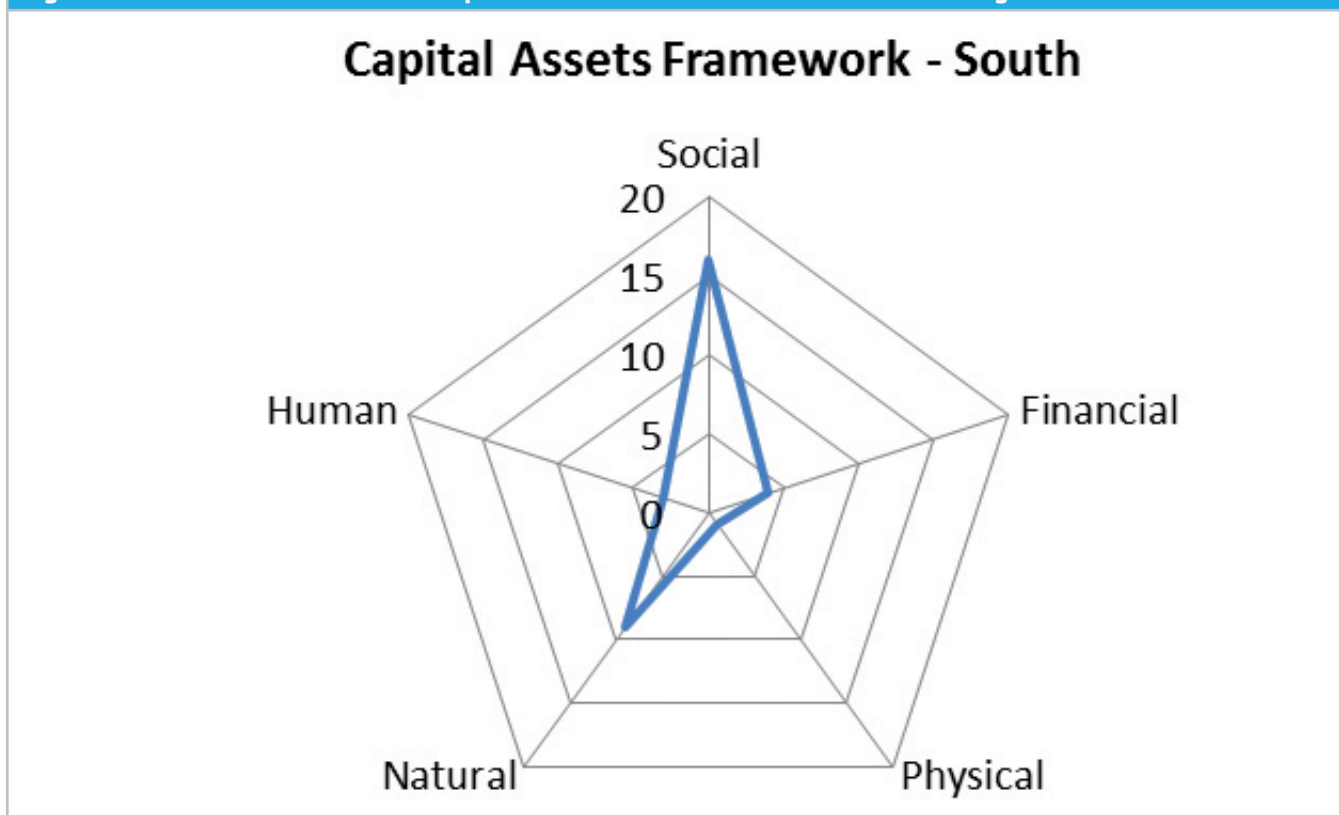 Capital Assets Framework - South
Social
20
15
10
5
0
Human
Financial
Natural
Physical